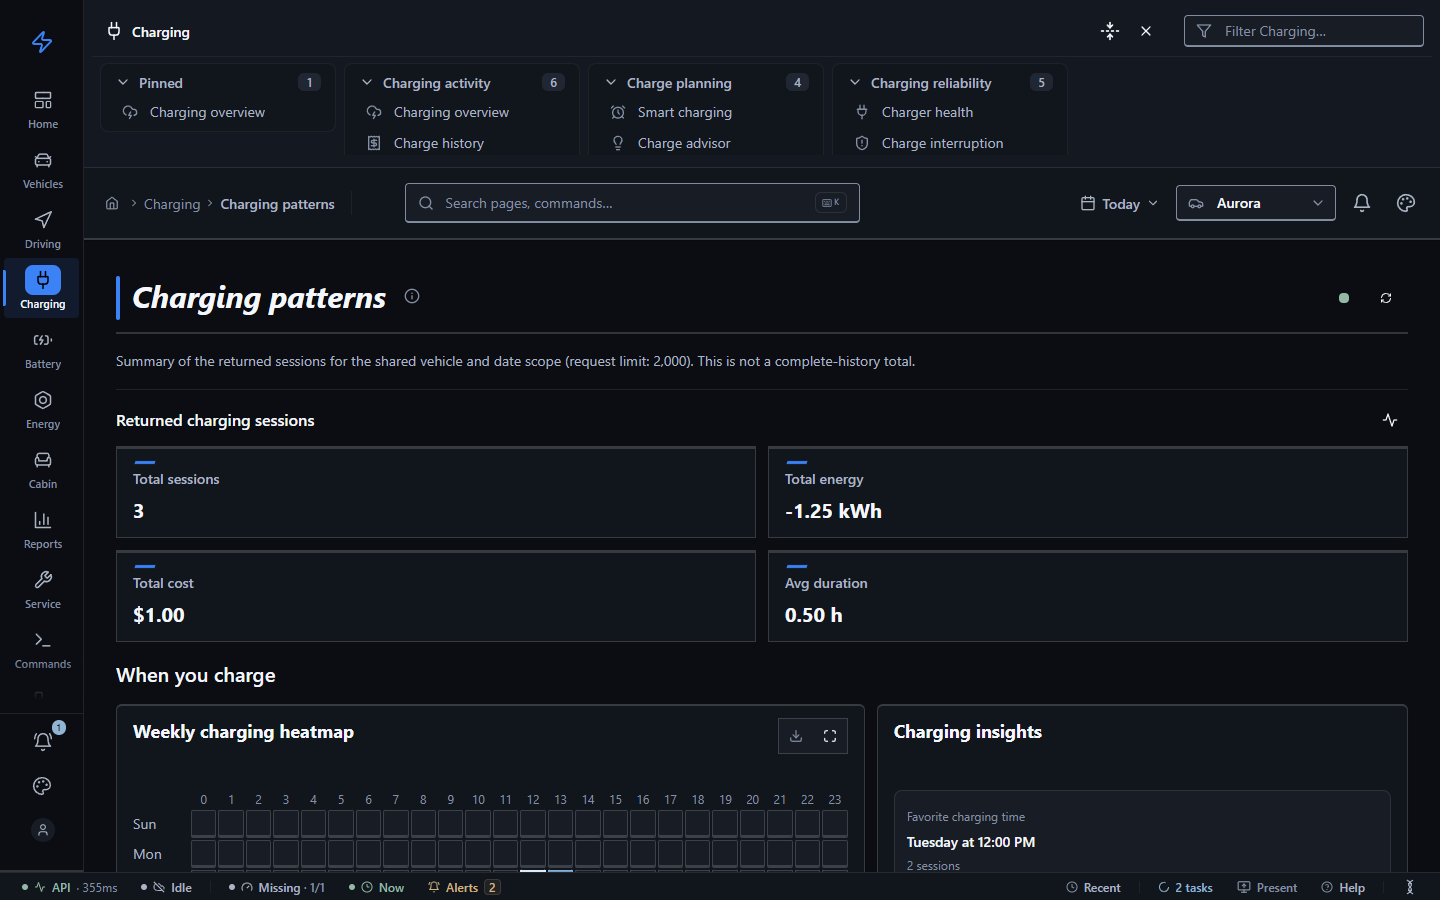 Charging
Filter Charging...
Pinned 1
Charging overview
Charging activity 6
Charging overview
Charge history
Charge planning 4
Smart charging
Charge advisor
Charging reliability 5
Charger health
Charge interruption
Home
Vehicles
Driving
Charging
Battery
Energy
Cabin
Reports
Service
Commands
1
Charging > Charging patterns
Search pages, commands...
K
Today
Aurora
Charging patterns
Summary of the returned sessions for the shared vehicle and date scope (request limit: 2,000). This is not a complete-history total.
Returned charging sessions
Total sessions
3
Total energy
-1.25 kWh
Total cost
$1.00
Avg duration
0.50 h
When you charge
Weekly charging heatmap
0 1 2 3 4 5 6 7 8 9 10 11 12 13 14 15 16 17 18 19 20 21 22 23
Sun
Mon
Charging insights
Favorite charging time
Tuesday at 12:00 PM
2 sessions
API · 355ms
Idle
Missing · 1/1
Now
Alerts 2
Recent
2 tasks
Present
Help